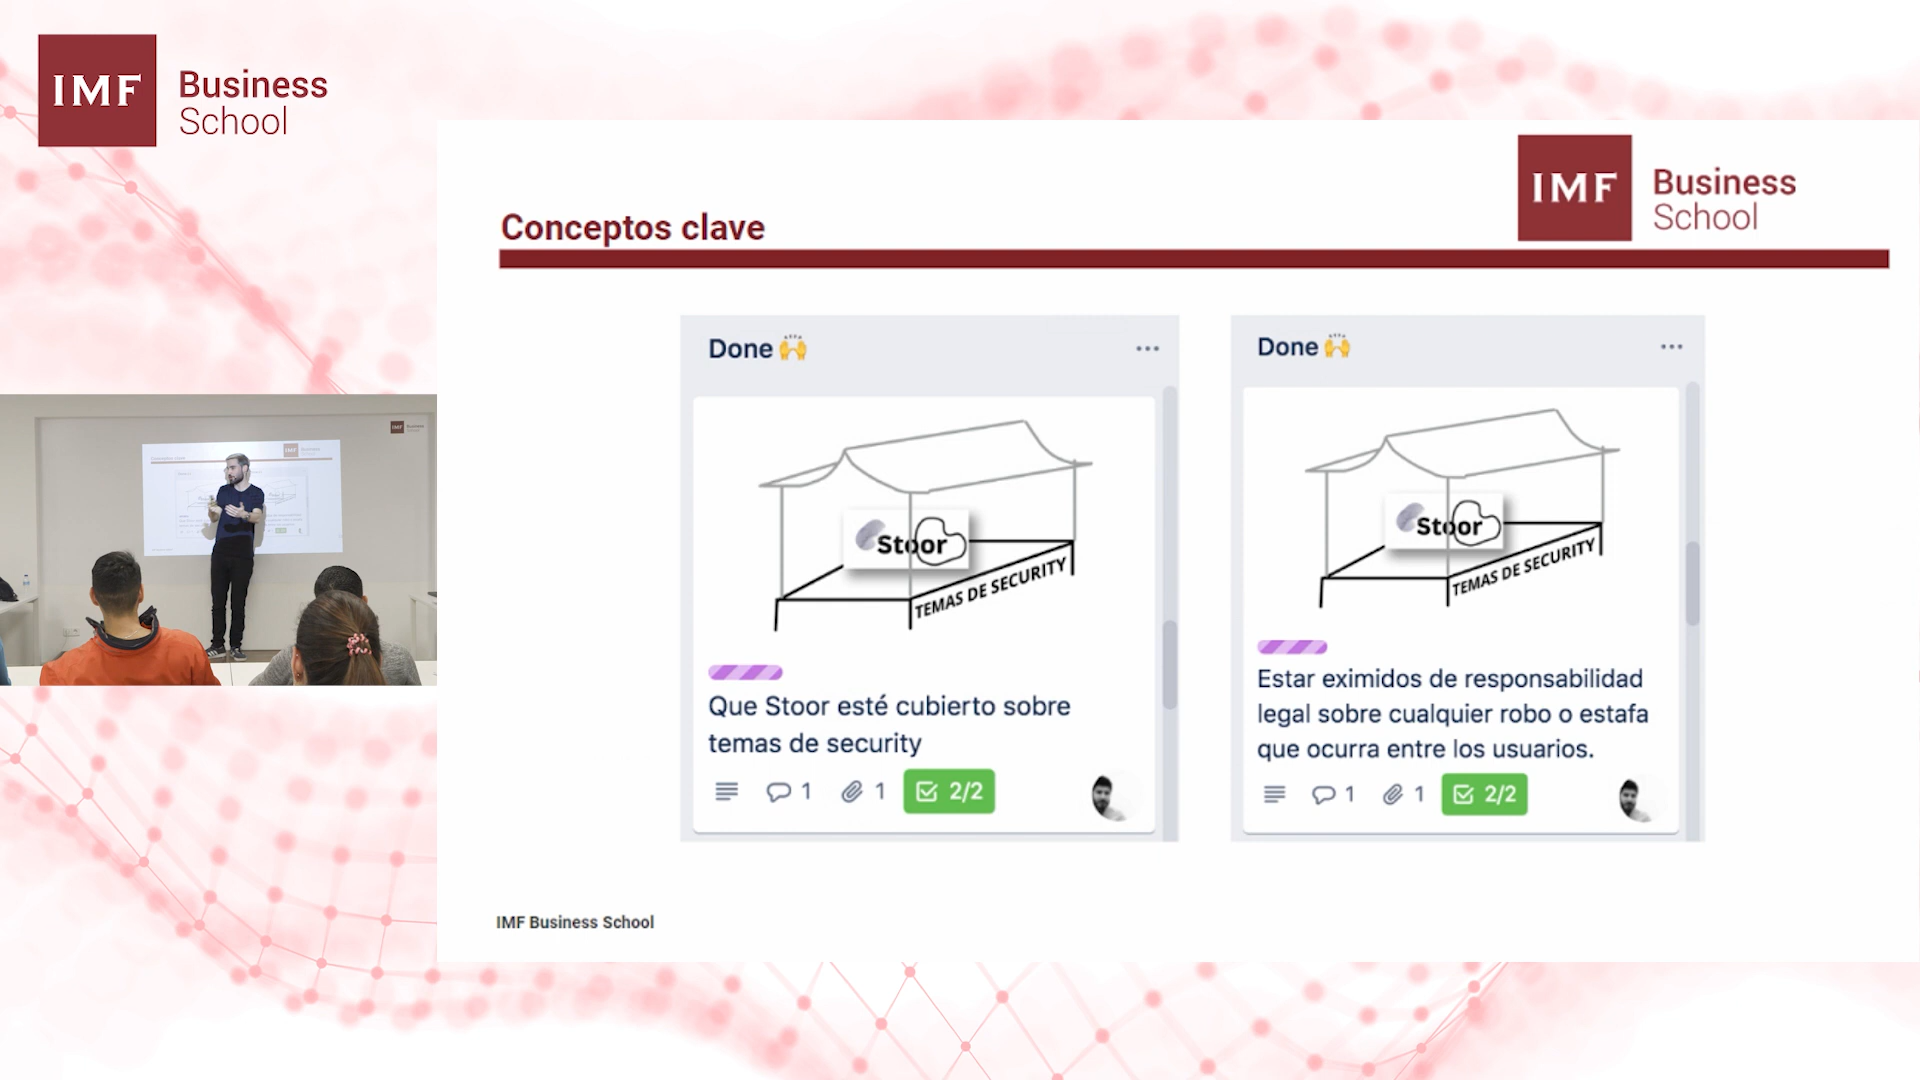 IMF Business
School
IMF Business
School
Conceptos clave
Done
Stoor
TEMAS DE SECURITY
Que Stoor esté cubierto sobre
temas de security
1 1 2/2
Done
Stoor
TEMAS DE SECURITY
Estar eximidos de responsabilidad
legal sobre cualquier robo o estafa
que ocurra entre los usuarios.
1 1 2/2
IMF Business School